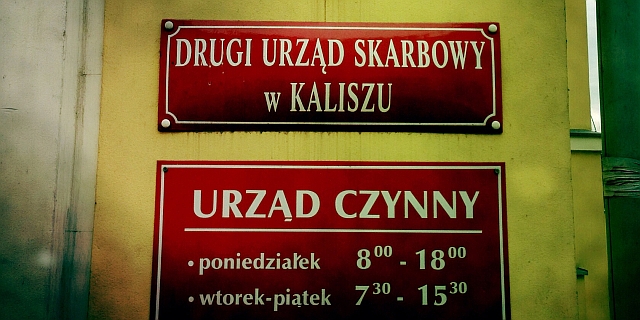 DRUGI URZĄD SKARBOWY
w KALISZU
URZĄD CZYNNY
• poniedziałek 8⁰⁰ - 18⁰⁰
• wtorek-piątek 7³⁰ - 15³⁰